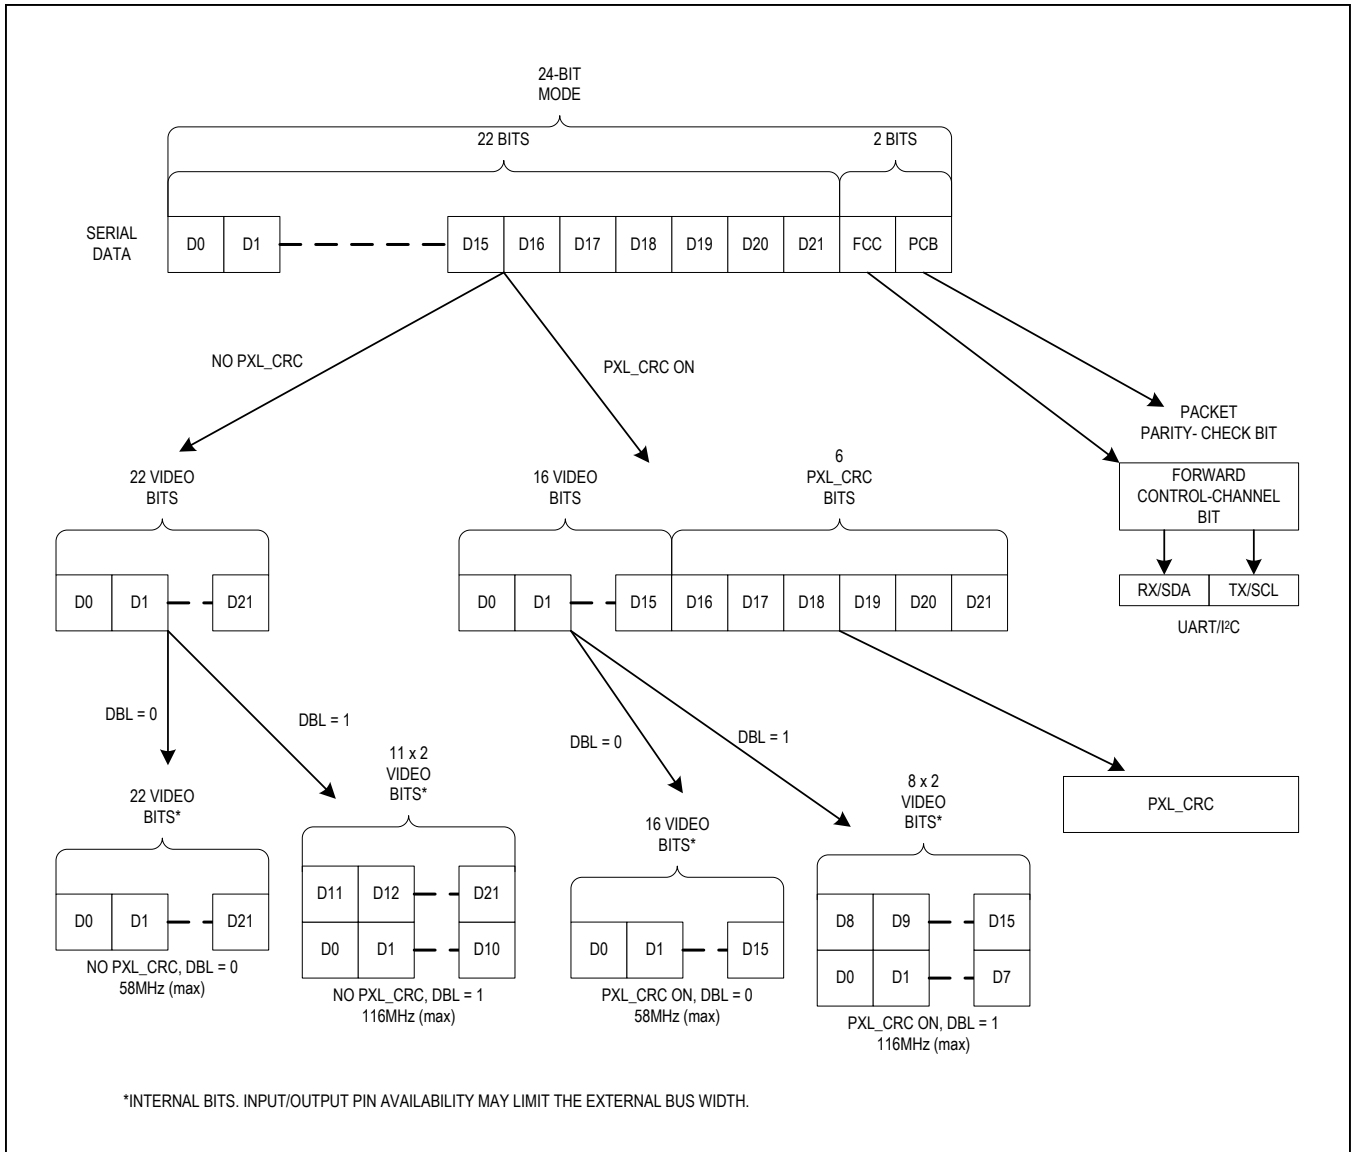 24-BIT
MODE
22 BITS
2 BITS
SERIAL
DATA
D0 D1 D15 D16 D17 D18 D19 D20 D21 FCC PCB
NO PXL_CRC
PXL_CRC ON
PACKET
PARITY- CHECK BIT
FORWARD
CONTROL-CHANNEL
BIT
RX/SDA TX/SCL
UART/I²C
22 VIDEO
BITS
D0 D1 D21
16 VIDEO
BITS
6
PXL_CRC
BITS
D0 D1 D15 D16 D17 D18 D19 D20 D21
DBL = 0
DBL = 1
DBL = 0
DBL = 1
PXL_CRC
22 VIDEO
BITS*
D0 D1 D21
NO PXL_CRC, DBL = 0
58MHz (max)
11 x 2
VIDEO
BITS*
D11 D12 D21
D0 D1 D10
NO PXL_CRC, DBL = 1
116MHz (max)
16 VIDEO
BITS*
D0 D1 D15
PXL_CRC ON, DBL = 0
58MHz (max)
8 x 2
VIDEO
BITS*
D8 D9 D15
D0 D1 D7
PXL_CRC ON, DBL = 1
116MHz (max)
*INTERNAL BITS. INPUT/OUTPUT PIN AVAILABILITY MAY LIMIT THE EXTERNAL BUS WIDTH.